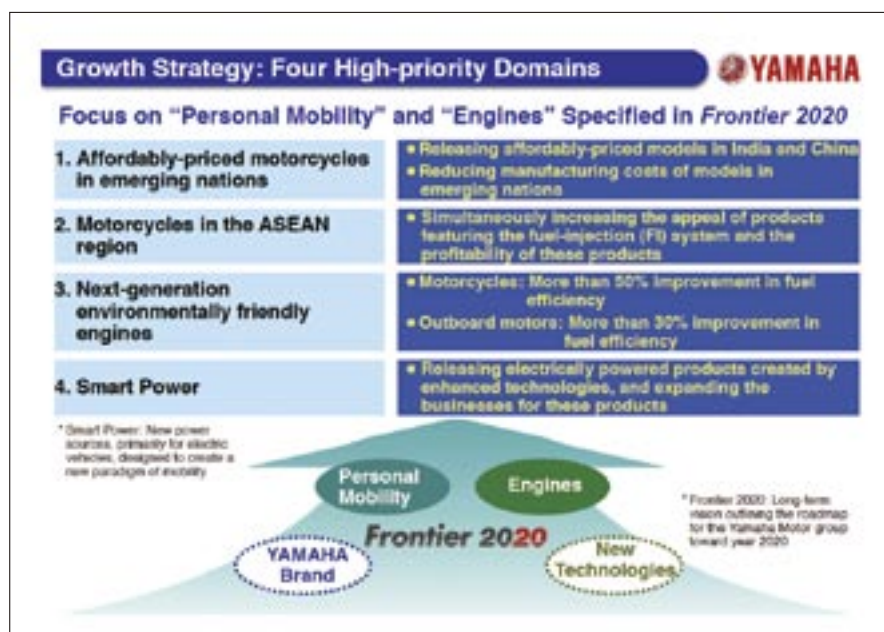 Growth Strategy: Four High-priority Domains
YAMAHA
Focus on "Personal Mobility" and "Engines" Specified in Frontier 2020
1. Affordably-priced motorcycles
in emerging nations
• Releasing affordably-priced models in India and China
• Reducing manufacturing costs of models in
emerging nations
2. Motorcycles in the ASEAN
region
• Simultaneously increasing the appeal of products
featuring the fuel-injection (FI) system and the
profitability of these products
3. Next-generation
environmentally friendly
engines
• Motorcycles: More than 50% improvement in fuel
efficiency
• Outboard motors: More than 30% improvement in
fuel efficiency
4. Smart Power
• Releasing electrically powered products created by
enhanced technologies, and expanding the
businesses for these products
* Smart Power: New power
sources, primarily for electric
vehicles, designed to create a
new paradigm of mobility
Personal
Mobility
Engines
* Frontier 2020: Long-term
vision outlining the roadmap
for the Yamaha Motor group
toward year 2020
Frontier 2020
YAMAHA
Brand
New
Technologies